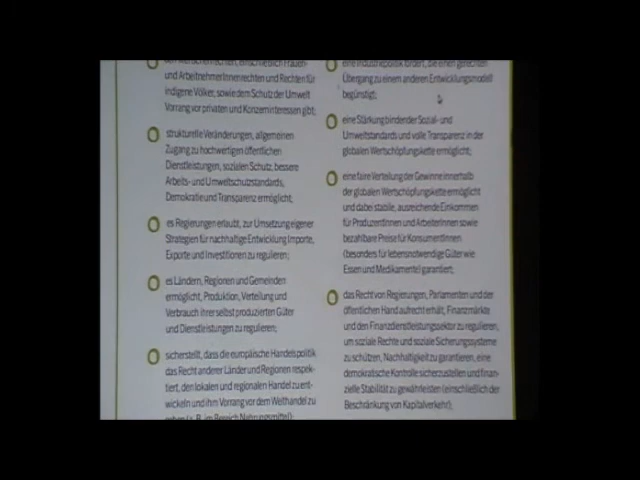 den Menschenrechten, einschließlich Frauen-
und ArbeitnehmerInnenrechten und Rechten für
indigene Völker, sowie dem Schutz der Umwelt
Vorrang vor privaten und Konzerninteressen gibt;
strukturelle Veränderungen, allgemeinen
Zugang zu hochwertigen öffentlichen
Dienstleistungen, sozialen Schutz, bessere
Arbeits- und Umweltschutzstandards,
Demokratie und Transparenz ermöglicht,
es Regierungen erlaubt, zur Umsetzung eigener
Strategien für nachhaltige Entwicklung Importe,
Exporte und Investitionen zu regulieren;
es Ländern, Regionen und Gemeinden
ermöglicht, Produktion, Verteilung und
Verbrauch ihrer selbst produzierten Güter
und Dienstleistungen zu regulieren;
sicherstellt, dass die europäische Handelspolitik
das Recht anderer Länder und Regionen respek-
tiert, den lokalen und regionalen Handel zu ent-
wickeln und ihm Vorrang vor dem Welthandel zu
geben (z. B. im Bereich Nahrungsmittel);
eine Industriepolitik fördert, die einen gerechten
Übergang zu einem anderen Entwicklungsmodell
begünstigt;
eine Stärkung bindender Sozial- und
Umweltstandards und volle Transparenz in der
globalen Wertschöpfungskette ermöglicht;
eine faire Verteilung der Gewinne innerhalb
der globalen Wertschöpfungskette ermöglicht
und dabei stabile, ausreichende Einkommen
für ProduzentInnen und ArbeiterInnen sowie
bezahlbare Preise für KonsumentInnen
(besonders für lebensnotwendige Güter wie
Essen und Medikamente) garantiert;
das Recht von Regierungen, Parlamenten und der
öffentlichen Hand aufrecht erhält, Finanzmärkte
und den Finanzdienstleistungssektor zu regulieren,
um soziale Rechte und soziale Sicherungssysteme
zu schützen, Nachhaltigkeit zu garantieren, eine
demokratische Kontrolle sicherzustellen und finan-
zielle Stabilität zu gewährleisten (einschließlich der
Beschränkung von Kapitalverkehr);